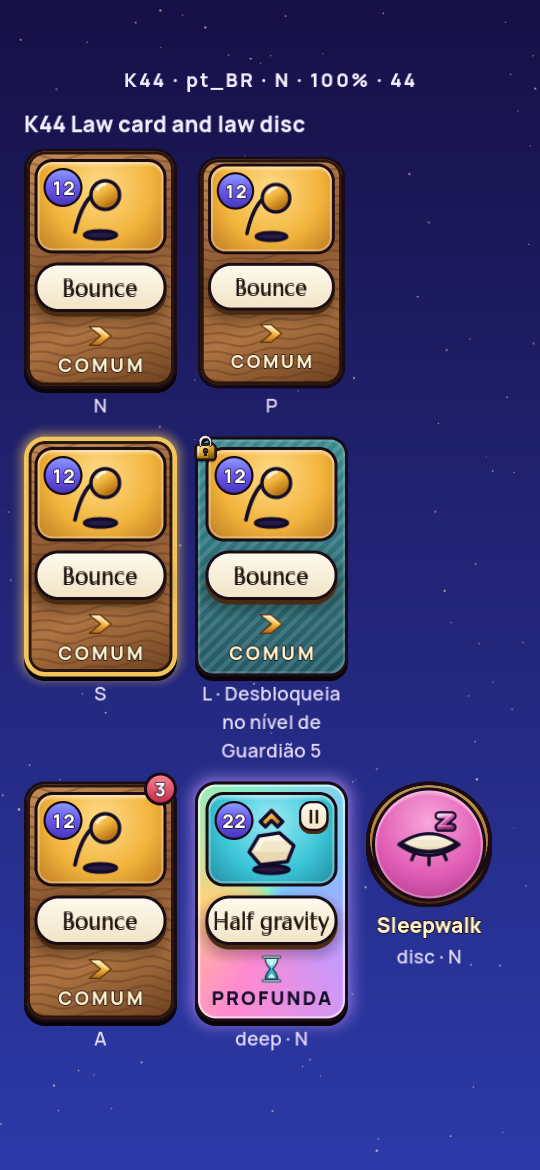 K44 · pt_BR · N · 100% · 44
K44 Law card and law disc
12
12
Bounce
Bounce
COMUM
COMUM
N
P
12
12
Bounce
Bounce
COMUM
COMUM
S
L · Desbloqueia
no nível de
Guardião 5
3
12
22
Z
Bounce
Half gravity
Sleepwalk
disc · N
COMUM
PROFUNDA
A
deep · N